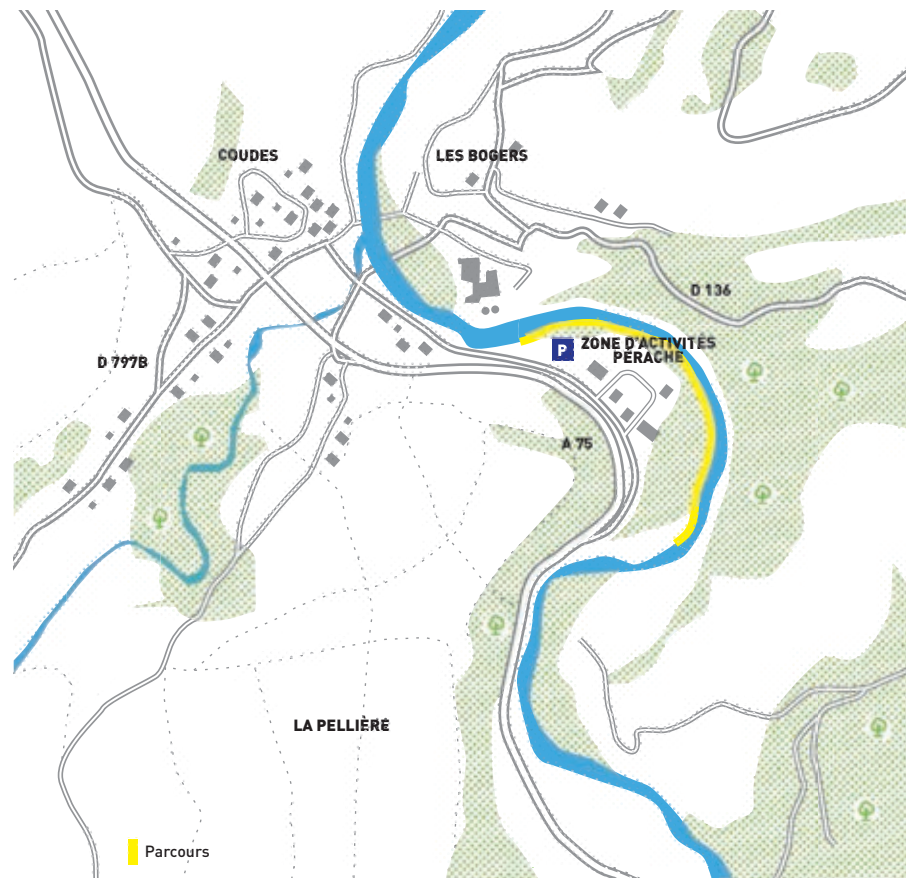 COUDES
LES BOGERS
D 136
P
ZONE D'ACTIVITÉS
PÉRACHE
D 797B
A 75
LA PELLIÈRE
Parcours